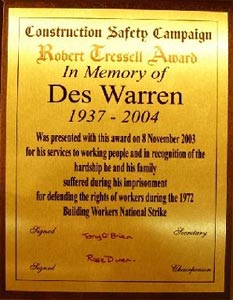 Construction Safety Campaign
Robert Tressell Award
In Memory of
Des Warren
1937 - 2004
Was presented with this award on 8 November 2003
for his services to working people and in recognition of the
hardship he and his family
suffered during his imprisonment
for defending the rights of workers during the 1972
Building Workers National Strike
Signed Tony O'Brien Secretary
Signed Chairperson